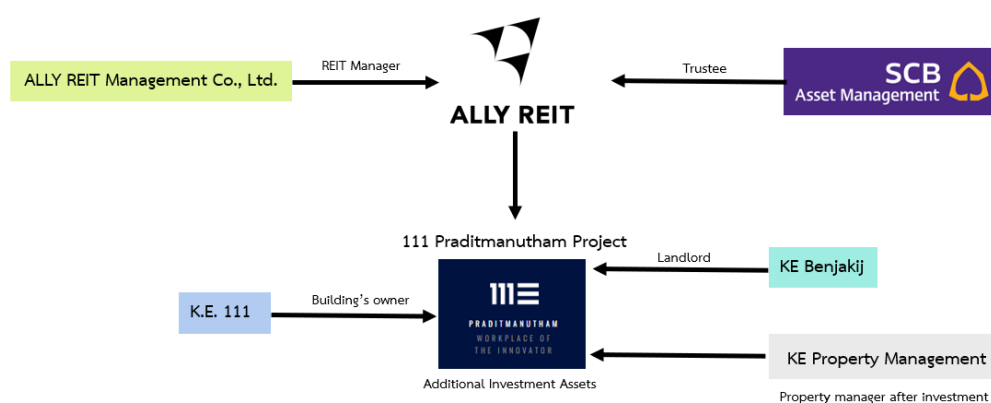 ALLY REIT Management Co., Ltd.
REIT Manager
ALLY REIT
Trustee
SCB
Asset Management
111 Praditmanutham Project
K.E. 111
Building's owner
111E
PRADITMANUTHAM
WORKPLACE OF
THE INNOVATOR
Landlord
KE Benjakij
KE Property Management
Additional Investment Assets
Property manager after investment